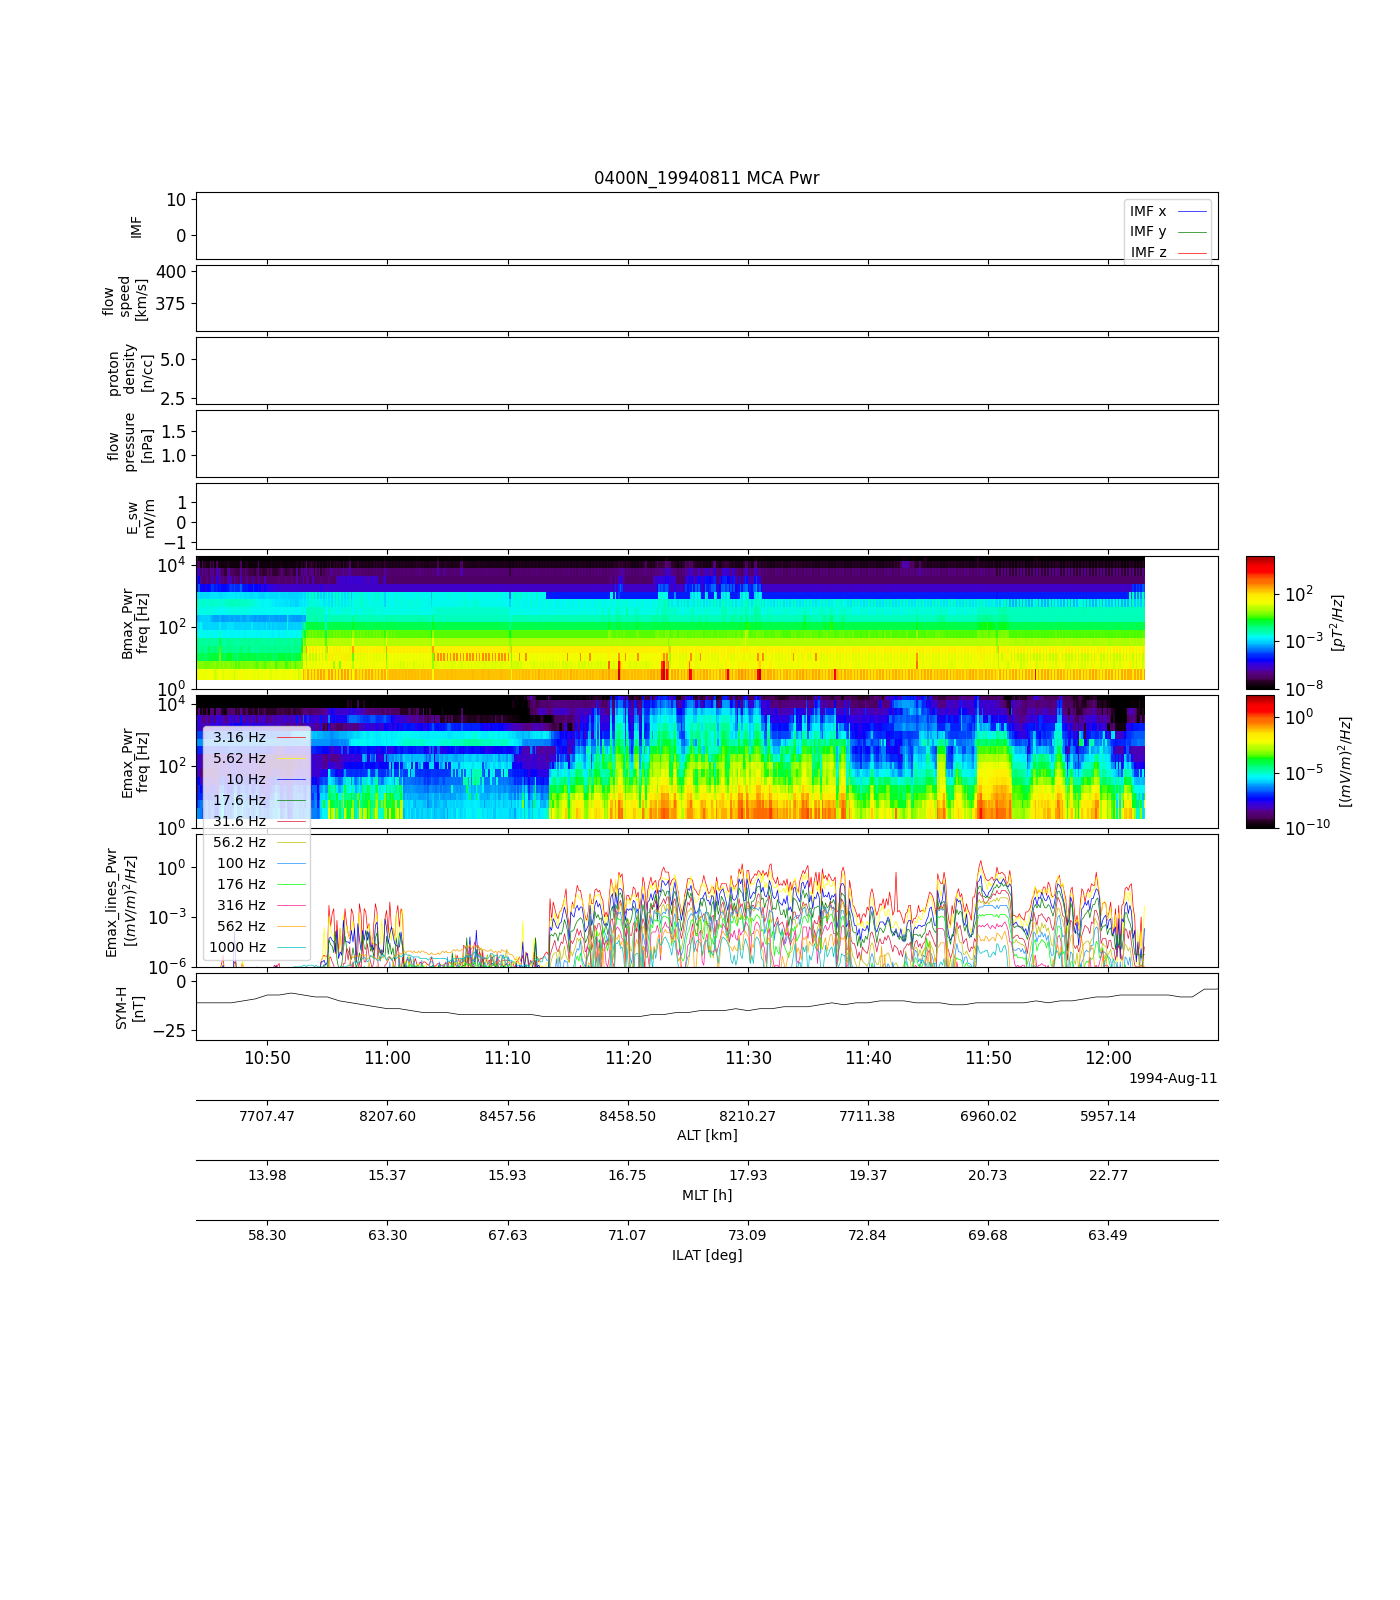 0400N_19940811 MCA Pwr
10
0
IMF
IMF x
IMF y
IMF z
400
375
flow
speed
[km/s]
5.0
2.5
proton
density
[n/cc]
1.5
1.0
flow
pressure
[nPa]
1
0
−1
E_sw
mV/m
10^4
10^2
10^0
Bmax_Pwr
freq [Hz]
10^2
10^−3
10^−8
[pT^2/Hz]
10^4
10^2
10^0
Emax_Pwr
freq [Hz]
10^0
10^−5
10^−10
[(mV/m)^2/Hz]
3.16 Hz
5.62 Hz
10 Hz
17.6 Hz
31.6 Hz
56.2 Hz
100 Hz
176 Hz
316 Hz
562 Hz
1000 Hz
10^0
10^−3
10^−6
Emax_lines_Pwr
[(mV/m)^2/Hz]
0
−25
SYM-H
[nT]
10:50 11:00 11:10 11:20 11:30 11:40 11:50 12:00
1994-Aug-11
7707.47 8207.60 8457.56 8458.50 8210.27 7711.38 6960.02 5957.14
ALT [km]
13.98 15.37 15.93 16.75 17.93 19.37 20.73 22.77
MLT [h]
58.30 63.30 67.63 71.07 73.09 72.84 69.68 63.49
ILAT [deg]